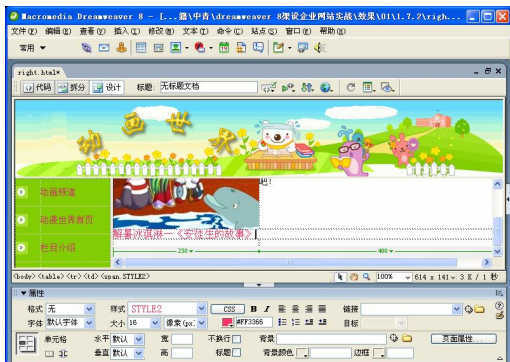 Macromedia Dreamweaver 8 - [...籍\中青\dreamweaver 8架设企业网站实战\效果\01\1.7.2\righ...
文件(F) 编辑(E) 查看(V) 插入(I) 修改(M) 文本(T) 命令(C) 站点(S) 窗口(W) 帮助(H)
常用
right.html*
代码 拆分 设计 标题: 无标题文档
动画世界
动画频道
吧!
动漫世界首页
解暑冰淇淋—《安徒生的故事》
栏目介绍
230 400
<body> <table> <tr> <td> <span.STYLE2> 100% 614 x 141 3 K / 1 秒
属性
格式 无 样式 STYLE2 CSS B I 链接
字体 默认字体 大小 16 像素(px) #FF3366 目标
单元格 水平 默认 宽 不换行 背景 页面属性...
垂直 默认 高 标题 背景颜色 边框